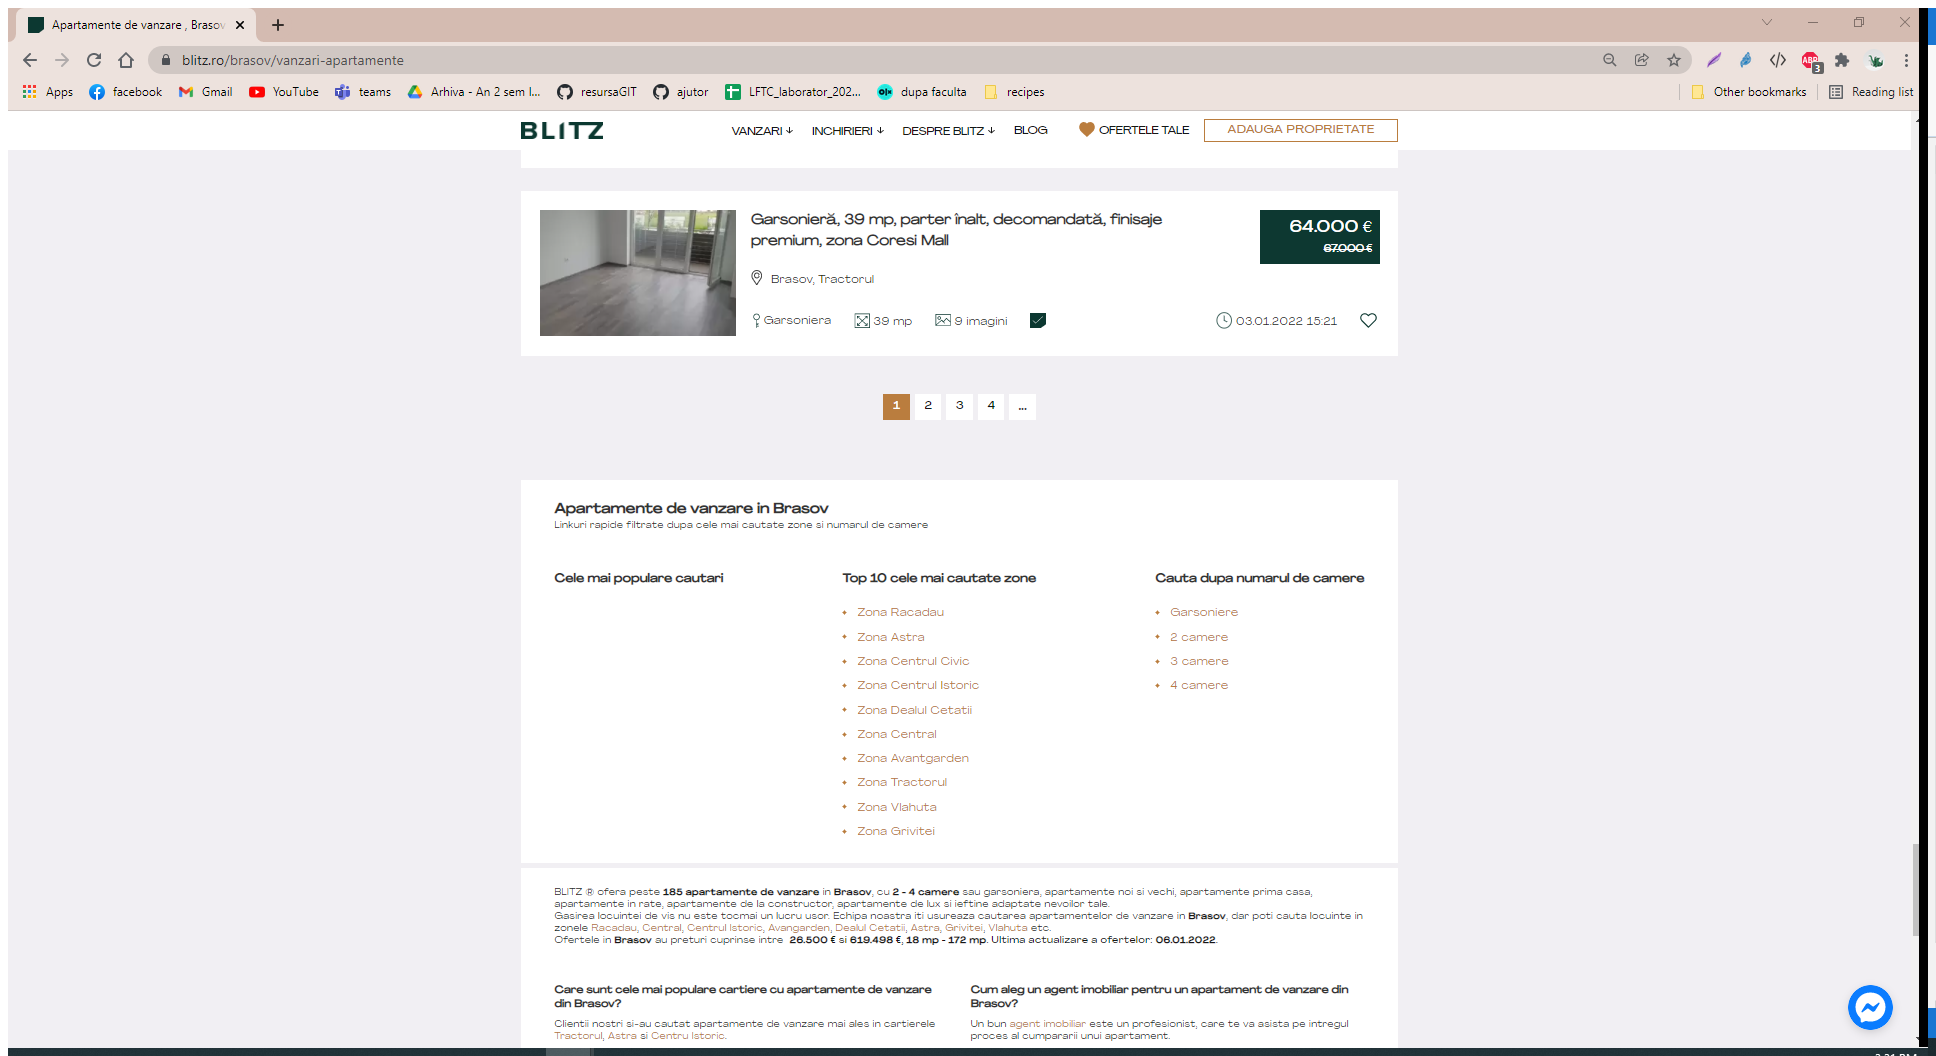 Apartamente de vanzare , Brasov
blitz.ro/brasov/vanzari-apartamente
ABP 3
Apps facebook Gmail YouTube teams Arhiva - An 2 sem I... resursaGIT ajutor LFTC_laborator_202... dupa faculta recipes Other bookmarks Reading list
BLITZ VANZARI INCHIRIERI DESPRE BLITZ BLOG OFERTELE TALE ADAUGA PROPRIETATE
Garsonieră, 39 mp, parter înalt, decomandată, finisaje
premium, zona Coresi Mall
64.000 €
67.000 €
Brasov, Tractorul
Garsoniera 39 mp 9 imagini 03.01.2022 15:21
1 2 3 4 ...
Apartamente de vanzare in Brasov
Linkuri rapide filtrate dupa cele mai cautate zone si numarul de camere
Cele mai populare cautari
Top 10 cele mai cautate zone
Zona Racadau
Zona Astra
Zona Centrul Civic
Zona Centrul Istoric
Zona Dealul Cetatii
Zona Central
Zona Avantgarden
Zona Tractorul
Zona Vlahuta
Zona Grivitei
Cauta dupa numarul de camere
Garsoniere
2 camere
3 camere
4 camere
BLITZ ® ofera peste 185 apartamente de vanzare in Brasov, cu 2 - 4 camere sau garsoniera, apartamente noi si vechi, apartamente prima casa,
apartamente in rate, apartamente de la constructor, apartamente de lux si ieftine adaptate nevoilor tale.
Gasirea locuintei de vis nu este tocmai un lucru usor. Echipa noastra iti usureaza cautarea apartamentelor de vanzare in Brasov, dar poti cauta locuinte in
zonele Racadau, Central, Centrul Istoric, Avangarden, Dealul Cetatii, Astra, Grivitei, Vlahuta etc.
Ofertele in Brasov au preturi cuprinse intre 26.500 € si 619.498 €, 18 mp - 172 mp. Ultima actualizare a ofertelor: 06.01.2022.
Care sunt cele mai populare cartiere cu apartamente de vanzare
din Brasov?
Clientii nostri si-au cautat apartamente de vanzare mai ales in cartierele
Tractorul, Astra si Centru Istoric.
Cum aleg un agent imobiliar pentru un apartament de vanzare din
Brasov?
Un bun agent imobiliar este un profesionist, care te va asista pe intregul
proces al cumpararii unui apartament.